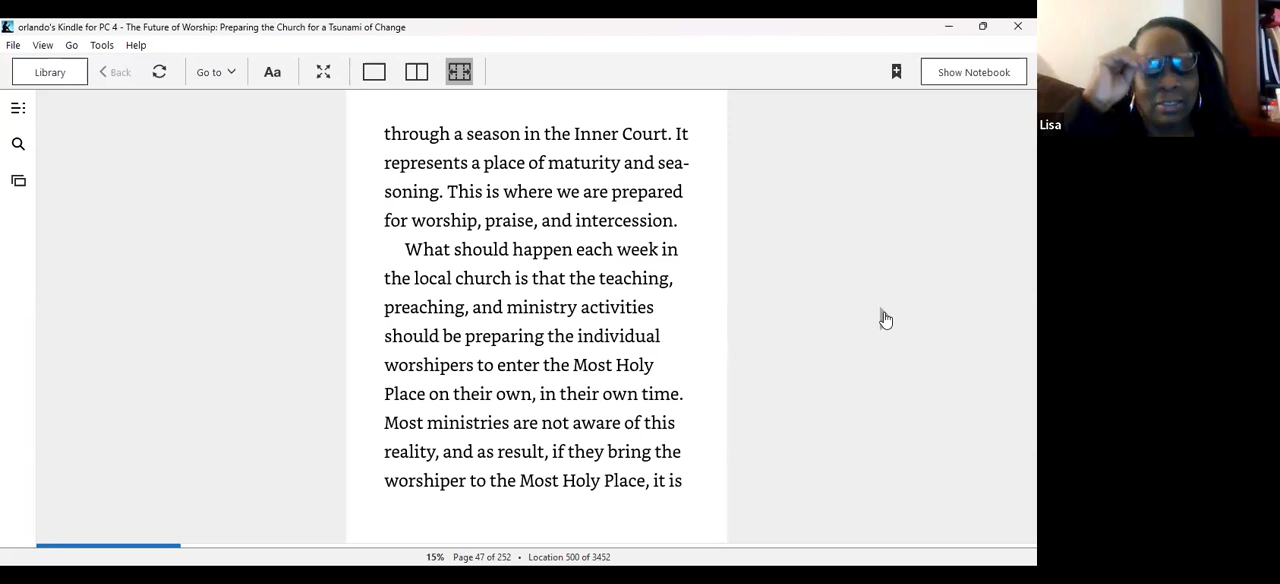 orlando's Kindle for PC 4 - The Future of Worship: Preparing the Church for a Tsunami of Change
File View Go Tools Help
Library Back Go to Aa Show Notebook
Lisa
through a season in the Inner Court. It
represents a place of maturity and sea-
soning. This is where we are prepared
for worship, praise, and intercession.
What should happen each week in
the local church is that the teaching,
preaching, and ministry activities
should be preparing the individual
worshipers to enter the Most Holy
Place on their own, in their own time.
Most ministries are not aware of this
reality, and as result, if they bring the
worshiper to the Most Holy Place, it is
15% Page 47 of 252 • Location 500 of 3452